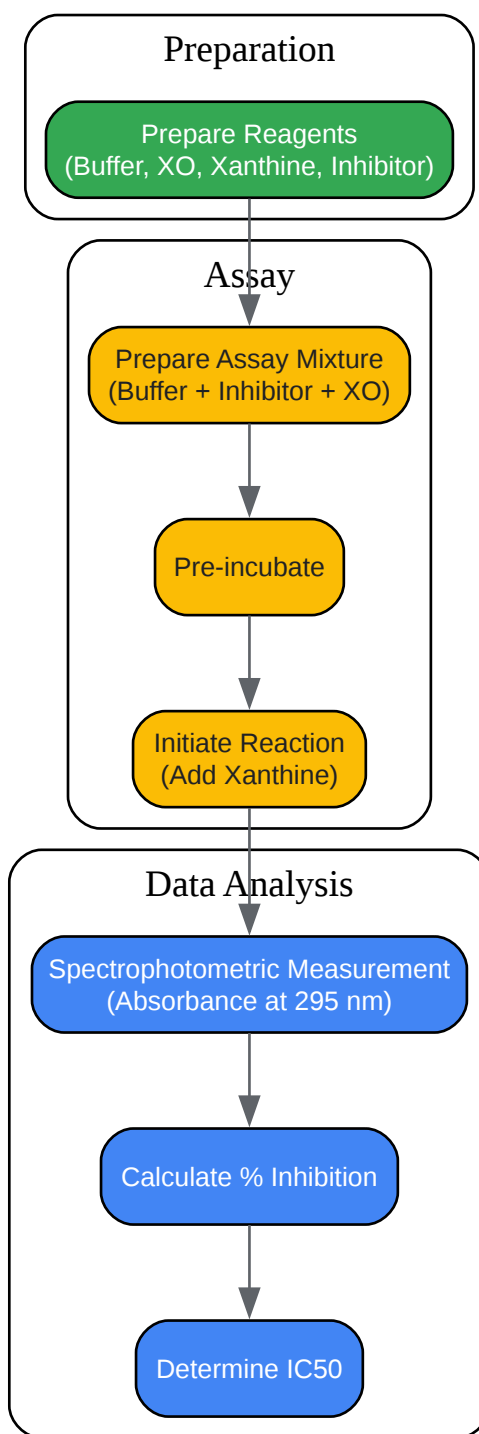 Preparation
Prepare Reagents
(Buffer, XO, Xanthine, Inhibitor)
Assay
Prepare Assay Mixture
(Buffer + Inhibitor + XO)
Pre-incubate
Initiate Reaction
(Add Xanthine)
Data Analysis
Spectrophotometric Measurement
(Absorbance at 295 nm)
Calculate % Inhibition
Determine IC50